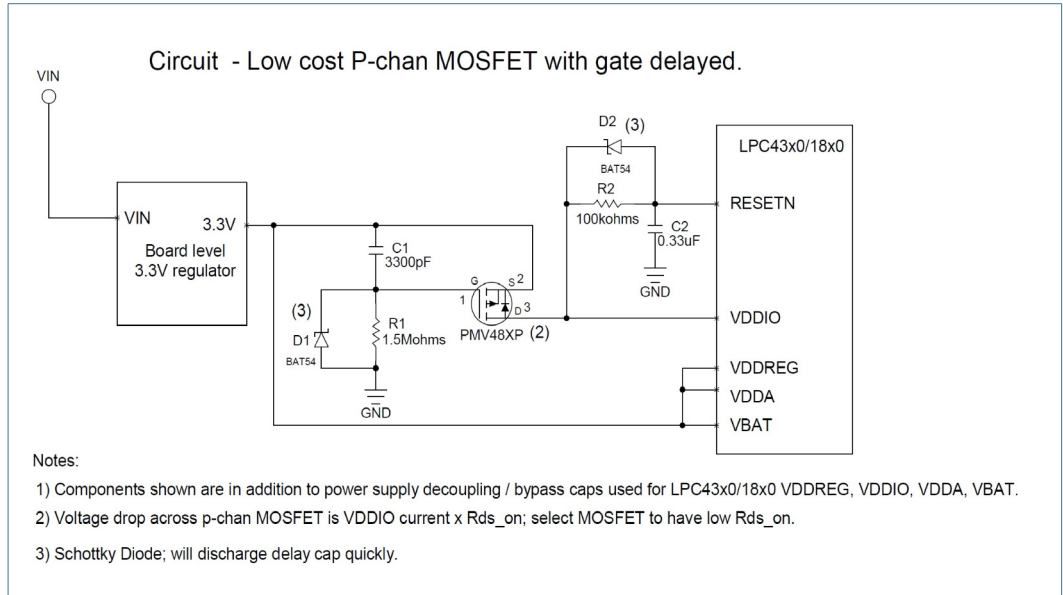 Circuit - Low cost P-chan MOSFET with gate delayed.
VIN
D2 (3)
BAT54
LPC43x0/18x0
R2
100kohms
RESETN
C2
0.33uF
GND
VIN
3.3V
Board level
3.3V regulator
C1
3300pF
G
S 2
1
D 3
PMV48XP (2)
VDDIO
(3)
D1
BAT54
R1
1.5Mohms
GND
VDDREG
VDDA
VBAT
Notes:
1) Components shown are in addition to power supply decoupling / bypass caps used for LPC43x0/18x0 VDDREG, VDDIO, VDDA, VBAT.
2) Voltage drop across p-chan MOSFET is VDDIO current x Rds_on; select MOSFET to have low Rds_on.
3) Schottky Diode; will discharge delay cap quickly.